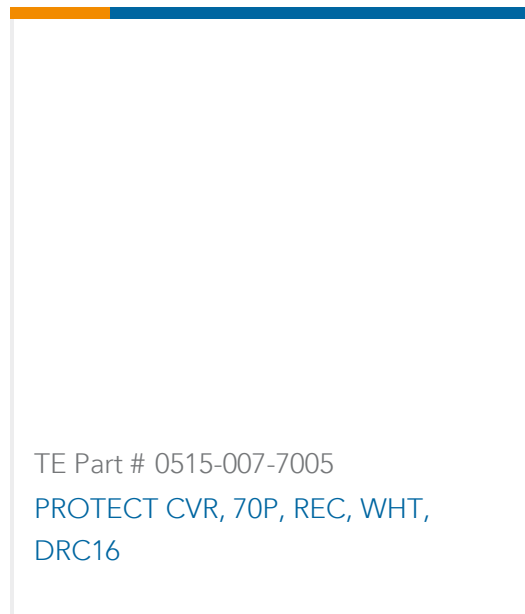 TE Part # 0515-007-7005
PROTECT CVR, 70P, REC, WHT,
DRC16